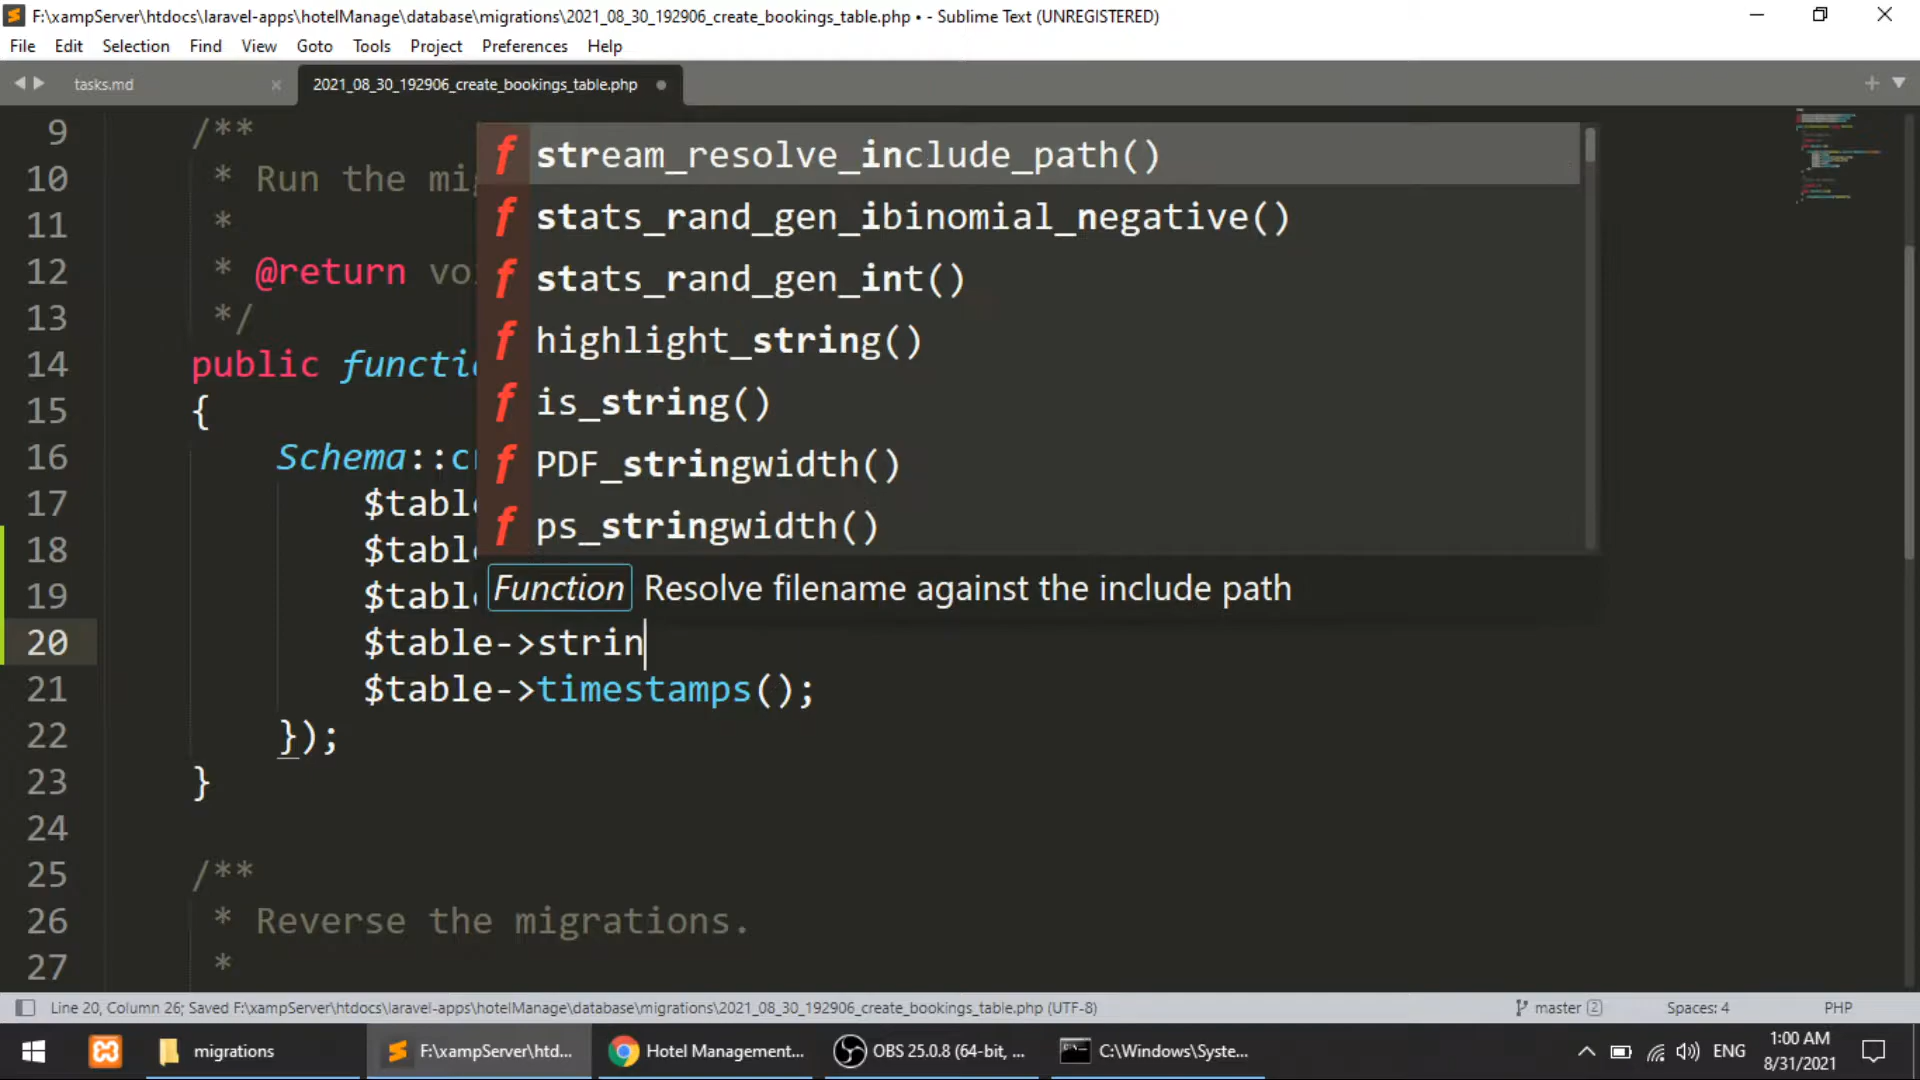 F:\xampServer\htdocs\laravel-apps\hotelManage\database\migrations\2021_08_30_192906_create_bookings_table.php • - Sublime Text (UNREGISTERED)
File Edit Selection Find View Goto Tools Project Preferences Help
tasks.md
2021_08_30_192906_create_bookings_table.php
9 /**
10 * Run the mi
11 *
12 * @return vo
13 */
14 public functi
15 {
16 Schema::c
17 $table
18 $table
19 $table
20 $table->strin
21 $table->timestamps();
22 });
23 }
24
25 /**
26 * Reverse the migrations.
27 *
f stream_resolve_include_path()
f stats_rand_gen_ibinomial_negative()
f stats_rand_gen_int()
f highlight_string()
f is_string()
f PDF_stringwidth()
f ps_stringwidth()
Function Resolve filename against the include path
Line 20, Column 26; Saved F:\xampServer\htdocs\laravel-apps\hotelManage\database\migrations\2021_08_30_192906_create_bookings_table.php (UTF-8)
master 2
Spaces: 4
PHP
migrations
F:\xampServer\htd...
Hotel Management...
OBS 25.0.8 (64-bit, ...
C:\Windows\Syste...
ENG
1:00 AM
8/31/2021